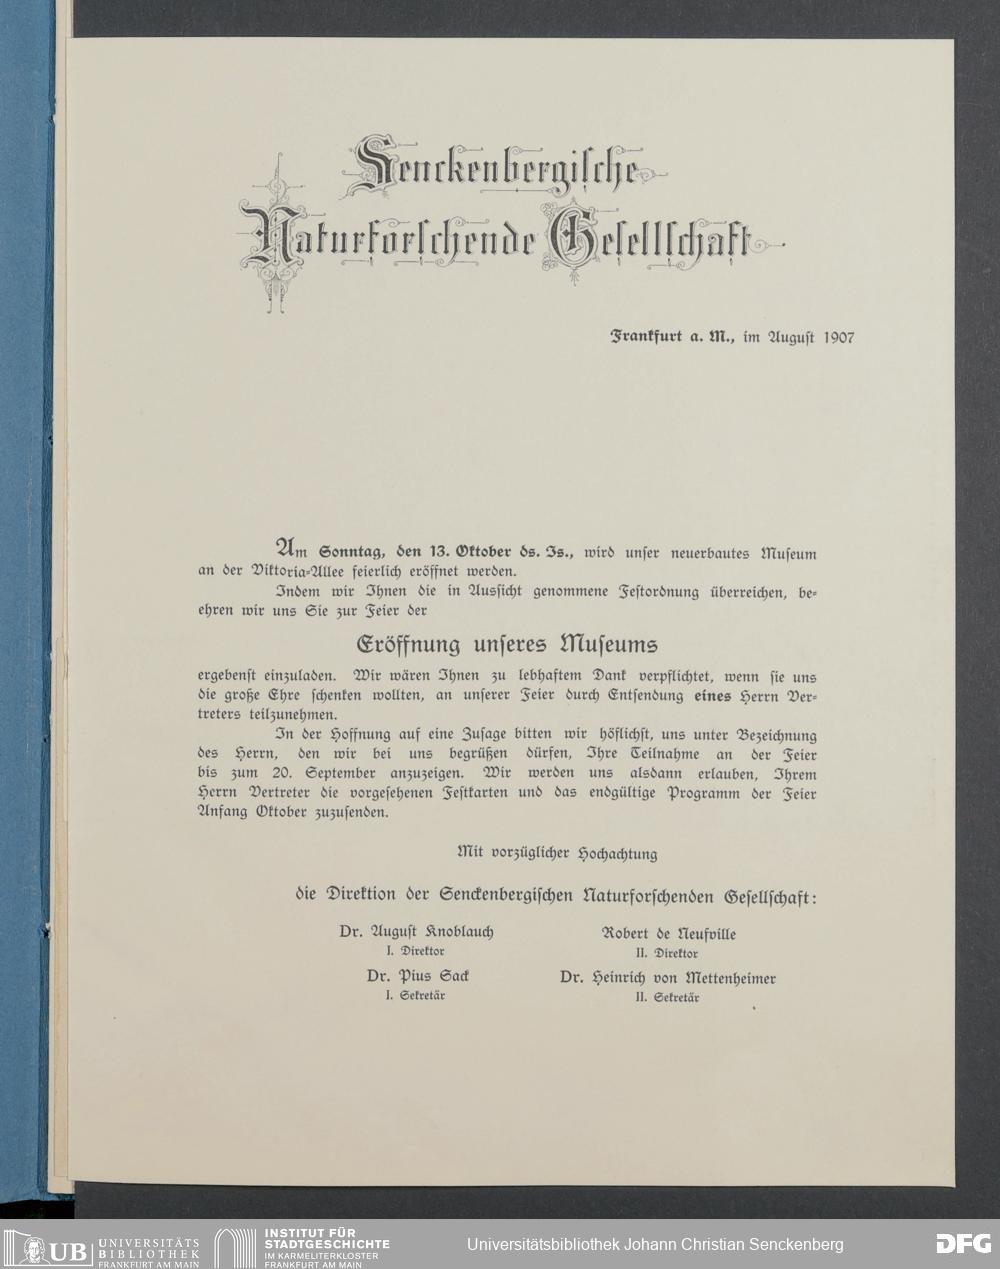 Senckenbergische
Naturforschende Gesellschaft
Frankfurt a. M., im August 1907
Am Sonntag, den 13. Oktober ds. Js., wird unser neuerbautes Museum
an der Viktoria-Allee feierlich eröffnet werden.
Indem wir Ihnen die in Aussicht genommene Festordnung überreichen, be-
ehren wir uns Sie zur Feier der
Eröffnung unseres Museums
ergebenst einzuladen. Wir wären Ihnen zu lebhaftem Dank verpflichtet, wenn sie uns
die große Ehre schenken wollten, an unserer Feier durch Entsendung eines Herrn Ver-
treters teilzunehmen.
In der Hoffnung auf eine Zusage bitten wir höflichst, uns unter Bezeichnung
des Herrn, den wir bei uns begrüßen dürfen, Ihre Teilnahme an der Feier
bis zum 20. September anzuzeigen. Wir werden uns alsdann erlauben, Ihrem
Herrn Vertreter die vorgesehenen Festkarten und das endgültige Programm der Feier
Anfang Oktober zuzusenden.
Mit vorzüglicher Hochachtung
die Direktion der Senckenbergischen Naturforschenden Gesellschaft:
Dr. August Knoblauch
I. Direktor
Robert de Neufville
II. Direktor
Dr. Pius Sack
I. Sekretär
Dr. Heinrich von Mettenheimer
II. Sekretär
UB UNIVERSITÄTS
BIBLIOTHEK
FRANKFURT AM MAIN
INSTITUT FÜR
STADTGESCHICHTE
IM KARMELITERKLOSTER
FRANKFURT AM MAIN
Universitätsbibliothek Johann Christian Senckenberg
DFG